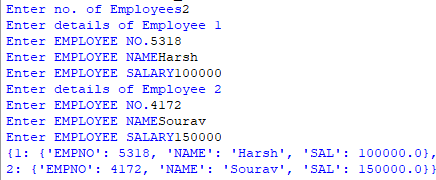 Enter no. of Employees2
Enter details of Employee 1
Enter EMPLOYEE NO.5318
Enter EMPLOYEE NAMEHarsh
Enter EMPLOYEE SALARY100000
Enter details of Employee 2
Enter EMPLOYEE NO.4172
Enter EMPLOYEE NAMESourav
Enter EMPLOYEE SALARY150000
{1: {'EMPNO': 5318, 'NAME': 'Harsh', 'SAL': 100000.0},
2: {'EMPNO': 4172, 'NAME': 'Sourav', 'SAL': 150000.0}}